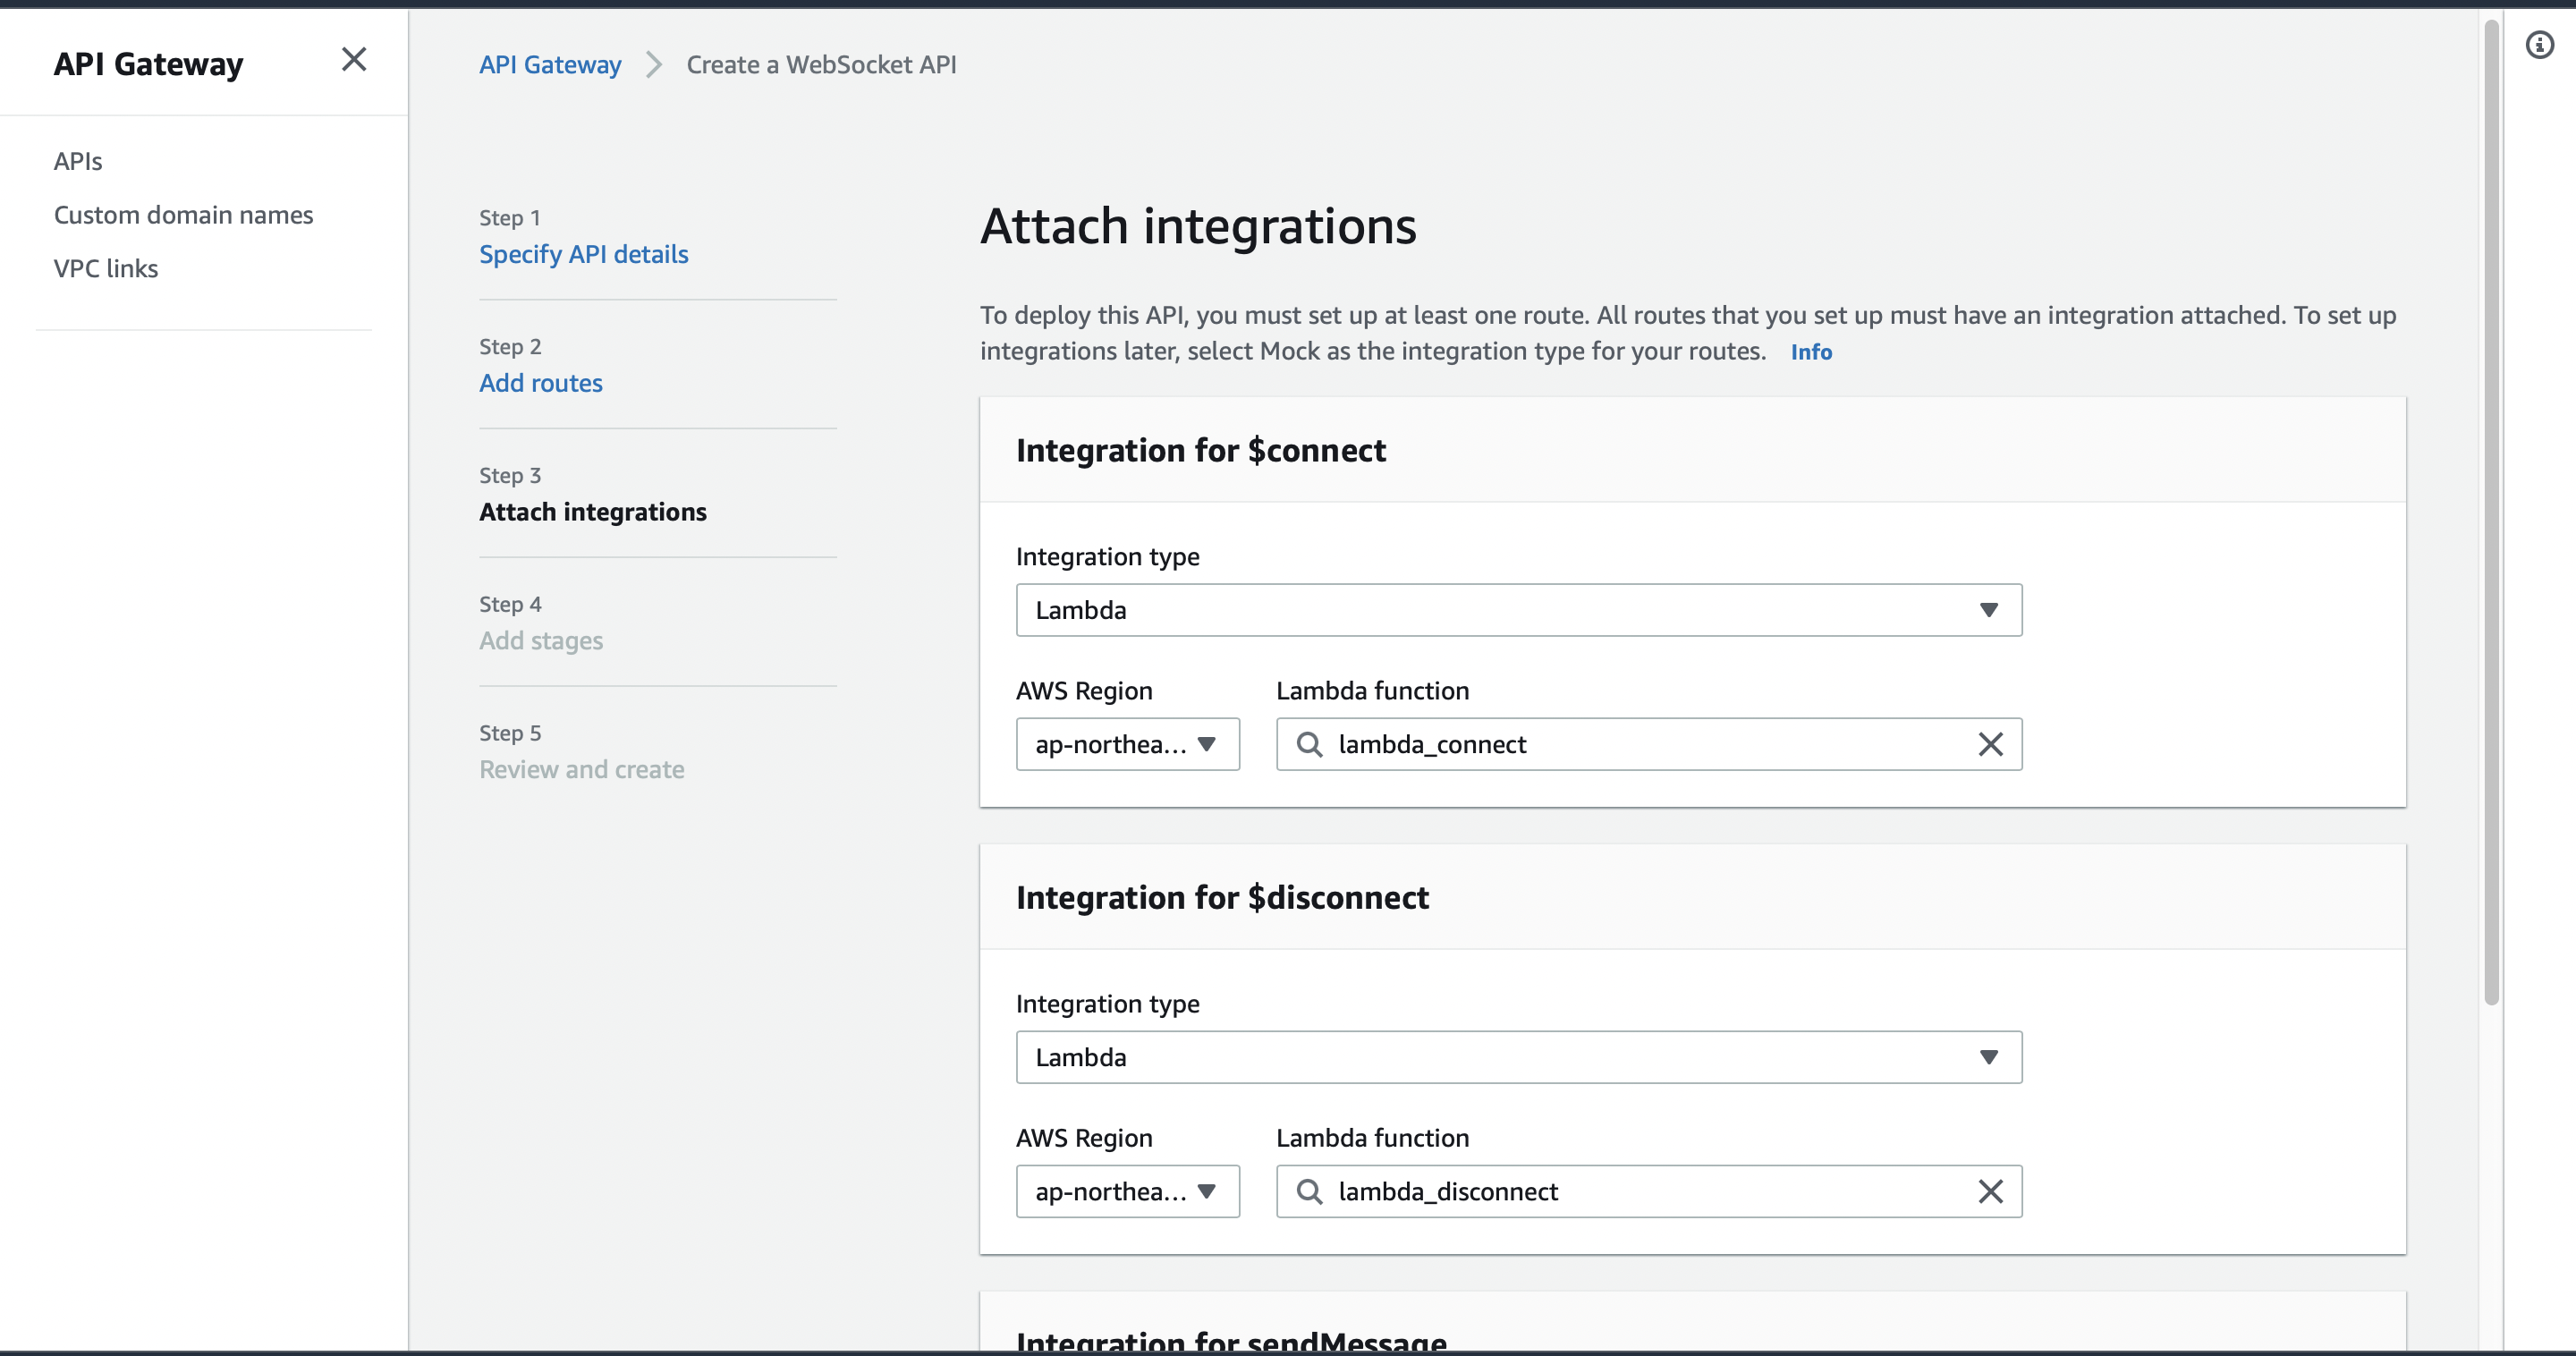 API Gateway
APIs
Custom domain names
VPC links
API Gateway
Create a WebSocket API
Step 1
Specify API details
Step 2
Add routes
Step 3
Attach integrations
Step 4
Add stages
Step 5
Review and create
Attach integrations
To deploy this API, you must set up at least one route. All routes that you set up must have an integration attached. To set up
integrations later, select Mock as the integration type for your routes. Info
Integration for $connect
Integration type
Lambda
AWS Region
Lambda function
ap-northea...
lambda_connect
Integration for $disconnect
Integration type
Lambda
AWS Region
Lambda function
ap-northea...
lambda_disconnect
Integration for sendMessage